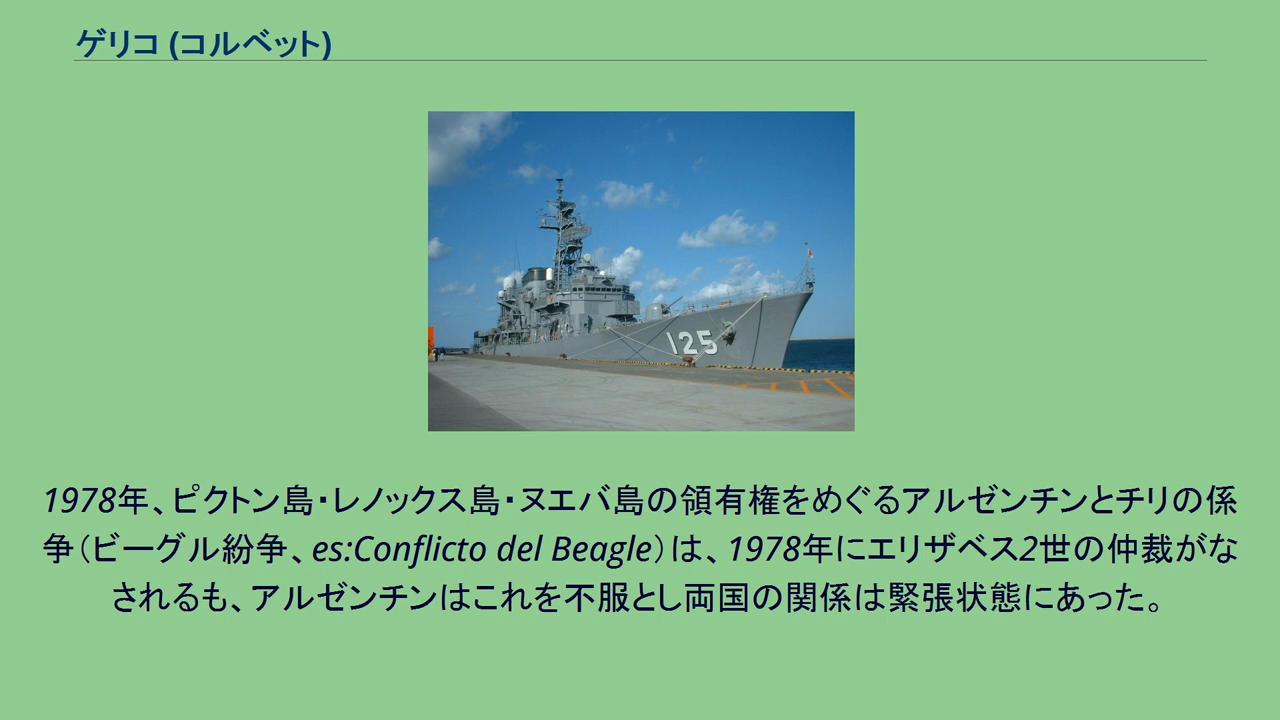 ゲリコ (コルベット)
125
1978年、ピクトン島・レノックス島・ヌエバ島の領有権をめぐるアルゼンチンとチリの係
争（ビーグル紛争、es:Conflicto del Beagle）は、1978年にエリザベス2世の仲裁がな
されるも、アルゼンチンはこれを不服とし両国の関係は緊張状態にあった。